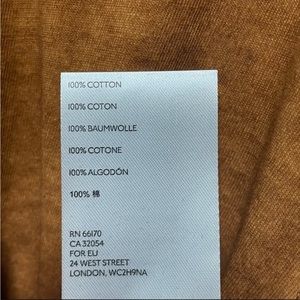 100% COTTON
100% COTON
100% BAUMWOLLE
100% COTONE
100% ALGODÓN
100% 棉
RN 66170
CA 32054
FOR EU
24 WEST STREET
LONDON, WC2H9NA